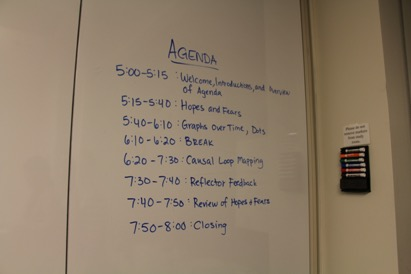 AGENDA
5:00-5:15 : Welcome, Introductions, and Overview
of Agenda
5:15-5:40 : Hopes and Fears
5:40-6:10 : Graphs Over Time; Dots
6:10-6:20 : BREAK
6:20-7:30 : Causal Loop Mapping
7:30-7:40 : Reflector Feedback
7:40-7:50 : Review of Hopes & Fears
7:50-8:00 : Closing